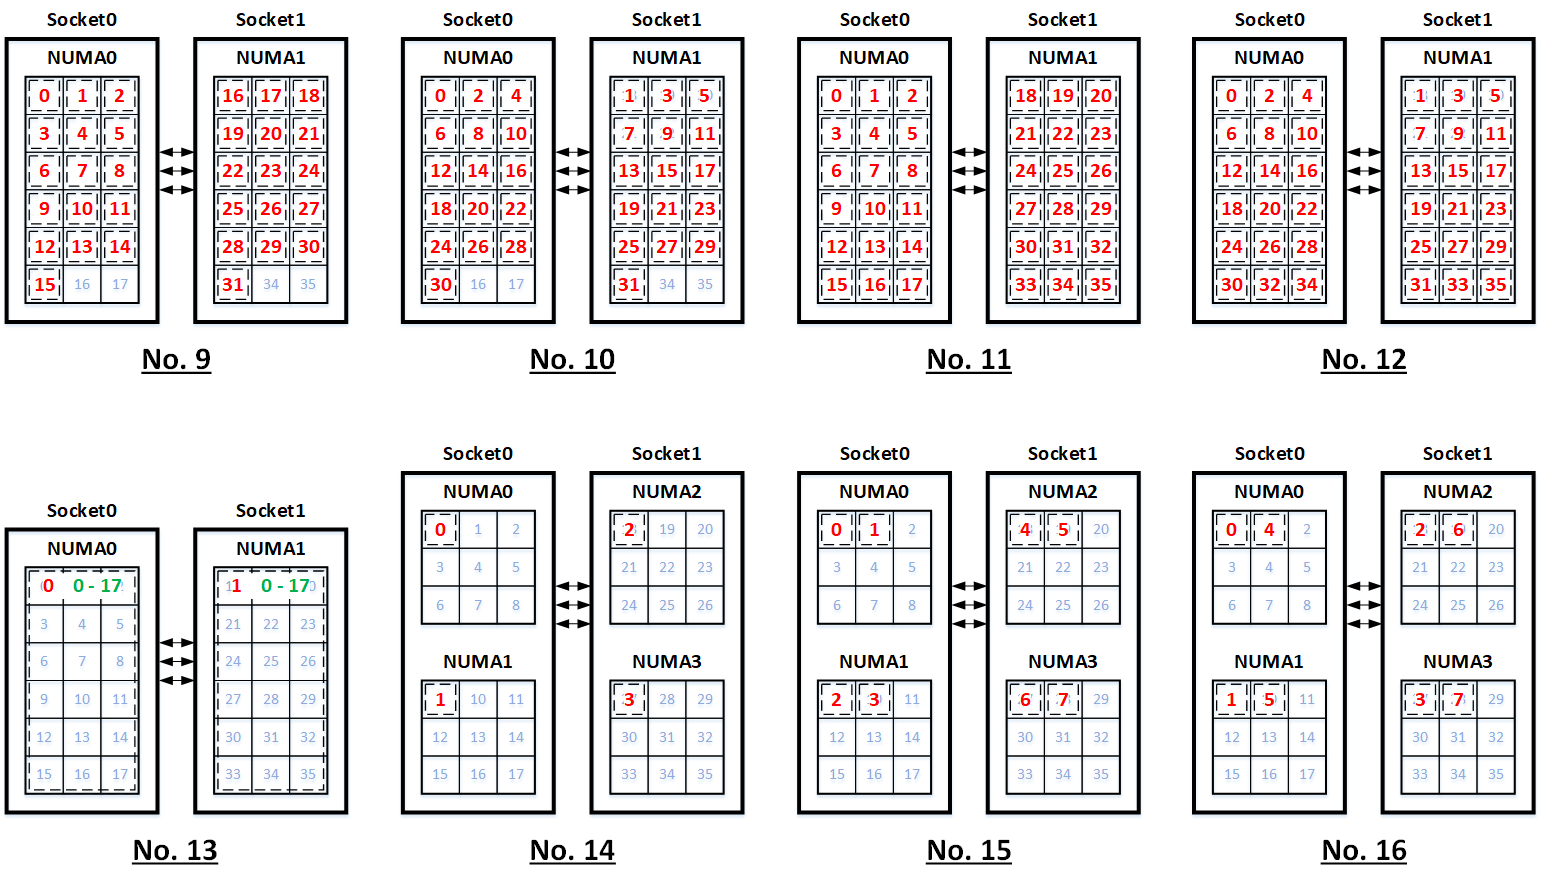 Socket0 Socket1 Socket0 Socket1 Socket0 Socket1 Socket0 Socket1
NUMA0 NUMA1 NUMA0 NUMA1 NUMA0 NUMA1 NUMA0 NUMA1
0 1 2 16 17 18 0 2 4 1 3 5 0 1 2 18 19 20 0 2 4 1 3 5
3 4 5 19 20 21 6 8 10 7 9 11 3 4 5 21 22 23 6 8 10 7 9 11
6 7 8 22 23 24 12 14 16 13 15 17 6 7 8 24 25 26 12 14 16 13 15 17
9 10 11 25 26 27 18 20 22 19 21 23 9 10 11 27 28 29 18 20 22 19 21 23
12 13 14 28 29 30 24 26 28 25 27 29 12 13 14 30 31 32 24 26 28 25 27 29
15 16 17 31 34 35 30 16 17 31 34 35 15 16 17 33 34 35 30 32 34 31 33 35
No. 9 No. 10 No. 11 No. 12
Socket0 Socket1 Socket0 Socket1 Socket0 Socket1
NUMA0 NUMA2 NUMA0 NUMA2 NUMA0 NUMA2
Socket0 Socket1
0 1 2 2 19 20 0 1 2 4 5 20 0 4 2 2 6 20
NUMA0 NUMA1
3 4 5 21 22 23 3 4 5 21 22 23 3 4 5 21 22 23
0 0 - 17 1 0 - 17
6 7 8 24 25 26 6 7 8 24 25 26 6 7 8 24 25 26
3 4 5 21 22 23
6 7 8 24 25 26
NUMA1 NUMA3 NUMA1 NUMA3 NUMA1 NUMA3
9 10 11 27 28 29
1 10 11 3 28 29 2 3 11 6 7 29 1 5 11 3 7 29
12 13 14 30 31 32
12 13 14 30 31 32 12 13 14 30 31 32 12 13 14 30 31 32
15 16 17 33 34 35
15 16 17 33 34 35 15 16 17 33 34 35 15 16 17 33 34 35
No. 13 No. 14 No. 15 No. 16